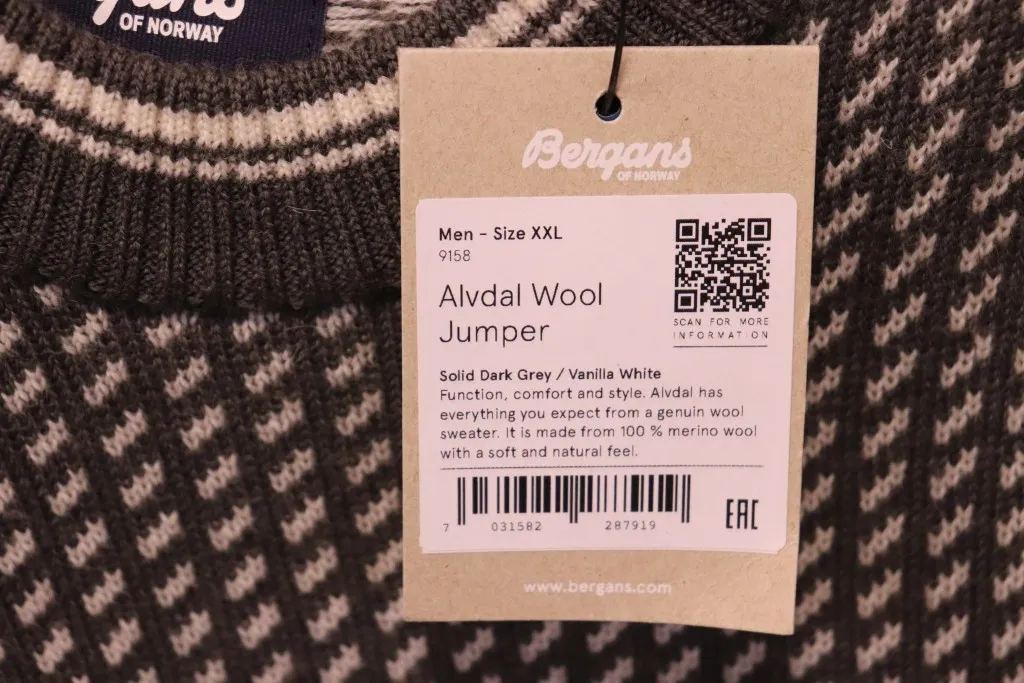 OF NORWAY
Bergans
OF NORWAY
Men - Size XXL
9158
Alvdal Wool
Jumper
SCAN FOR MORE
INFORMATION
Solid Dark Grey / Vanilla White
Function, comfort and style. Alvdal has
everything you expect from a genuin wool
sweater. It is made from 100 % merino wool
with a soft and natural feel.
7 031582 287919
EAC
www.bergans.com